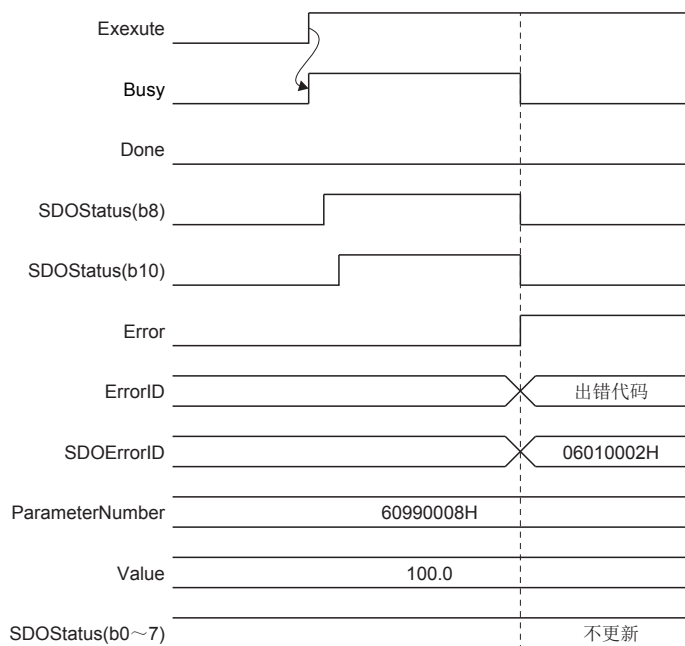 Exexute
Busy
Done
SDOStatus(b8)
SDOStatus(b10)
Error
ErrorID 出错代码
SDOErrorID 06010002H
ParameterNumber 60990008H
Value 100.0
SDOStatus(b0～7) 不更新